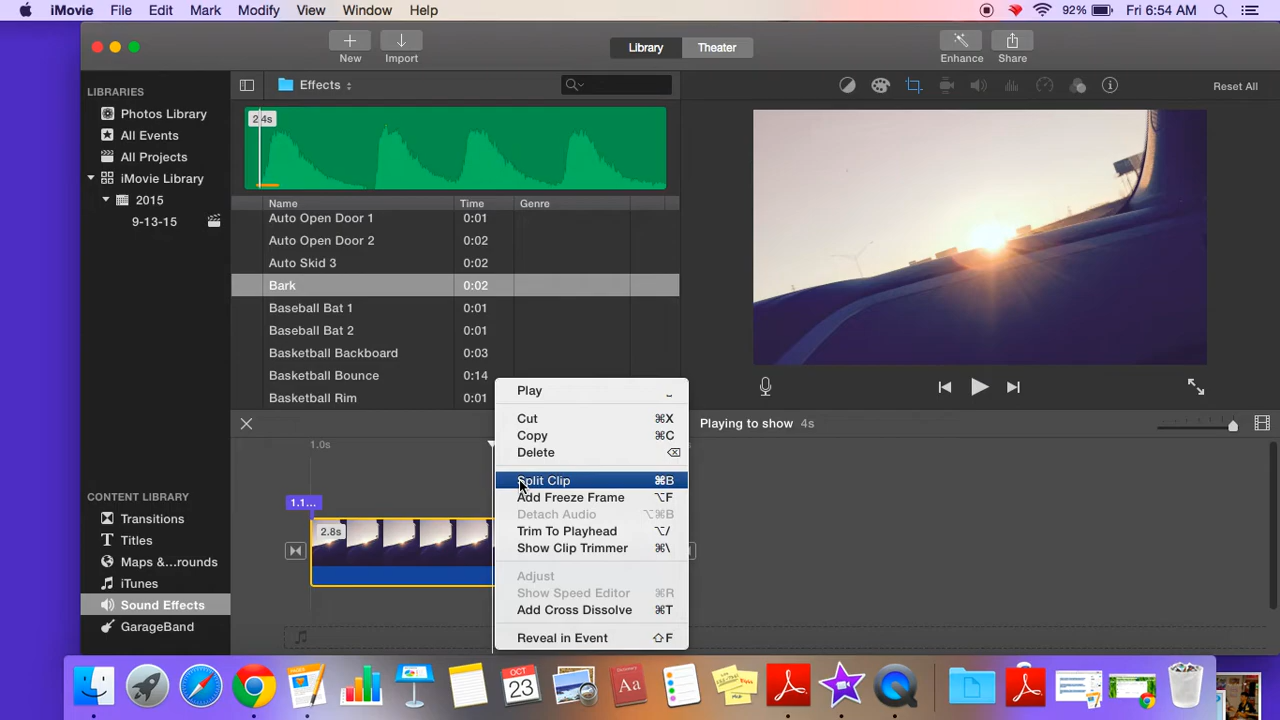 iMovie File Edit Mark Modify View Window Help 92% Fri 6:54 AM
New Import Library Theater Enhance Share
LIBRARIES
Photos Library
All Events
All Projects
iMovie Library
2015
9-13-15
CONTENT LIBRARY
Transitions
Titles
Maps &...rounds
iTunes
Sound Effects
GarageBand
Effects
2.4s
Name Time Genre
Auto Open Door 1 0:01
Auto Open Door 2 0:02
Auto Skid 3 0:02
Bark 0:02
Baseball Bat 1 0:01
Baseball Bat 2 0:01
Basketball Backboard 0:03
Basketball Bounce 0:14
Basketball Rim 0:01
Reset All
Playing to show 4s
1.0s
1.1...
2.8s
Play ⎵
Cut ⌘X
Copy ⌘C
Delete ⌫
Split Clip ⌘B
Add Freeze Frame ⌥F
Detach Audio ⌥⌘B
Trim To Playhead ⌥/
Show Clip Trimmer ⌘\
Adjust
Show Speed Editor ⌘R
Add Cross Dissolve ⌘T
Reveal in Event ⇧F
OCT
23
Aa